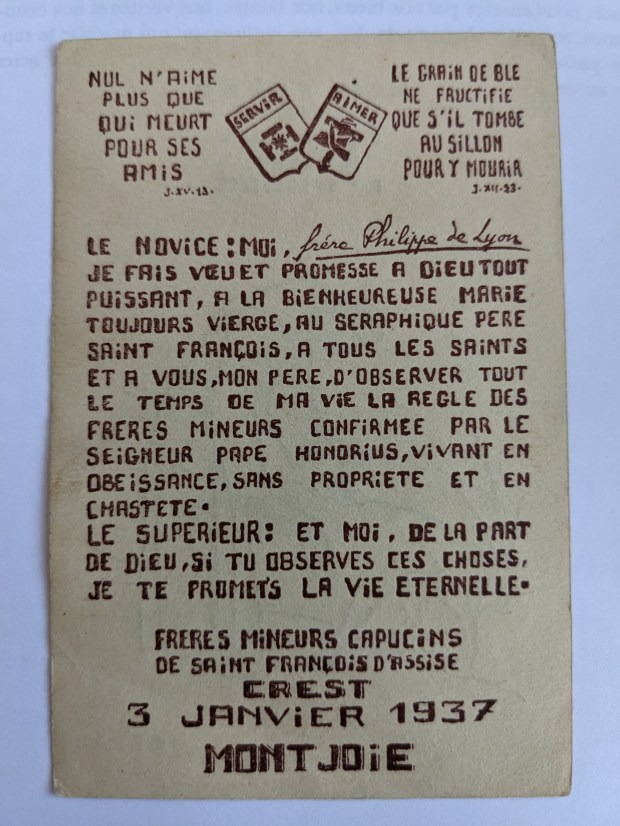 NUL N'AIME
PLUS QUE
QUI MEURT
POUR SES
AMIS
J.XV.13.
SERVIR
AIMER
LE GRAIN DE BLE
NE FRUCTIFIE
QUE S'IL TOMBE
AU SILLON
POUR Y MOURIR
J.XII.23.
LE NOVICE: MOI, frère Philippe de Lyon
JE FAIS VŒU ET PROMESSE A DIEU TOUT
PUISSANT, A LA BIENHEUREUSE MARIE
TOUJOURS VIERGE, AU SERAPHIQUE PERE
SAINT FRANÇOIS, A TOUS LES SAINTS
ET A VOUS, MON PERE, D'OBSERVER TOUT
LE TEMPS DE MA VIE LA REGLE DES
FRERES MINEURS CONFIRMEE PAR LE
SEIGNEUR PAPE HONORIUS, VIVANT EN
OBEISSANCE, SANS PROPRIETE ET EN
CHASTETE.
LE SUPERIEUR: ET MOI, DE LA PART
DE DIEU, SI TU OBSERVES CES CHOSES,
JE TE PROMETS LA VIE ETERNELLE.
FRERES MINEURS CAPUCINS
DE SAINT FRANÇOIS D'ASSISE
CREST
3 JANVIER 1937
MONTJOIE